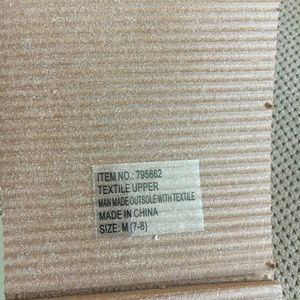 ITEM NO.: 795662
TEXTILE UPPER
MAN MADE OUTSOLE WITH TEXTILE
MADE IN CHINA
SIZE: M (7-8)